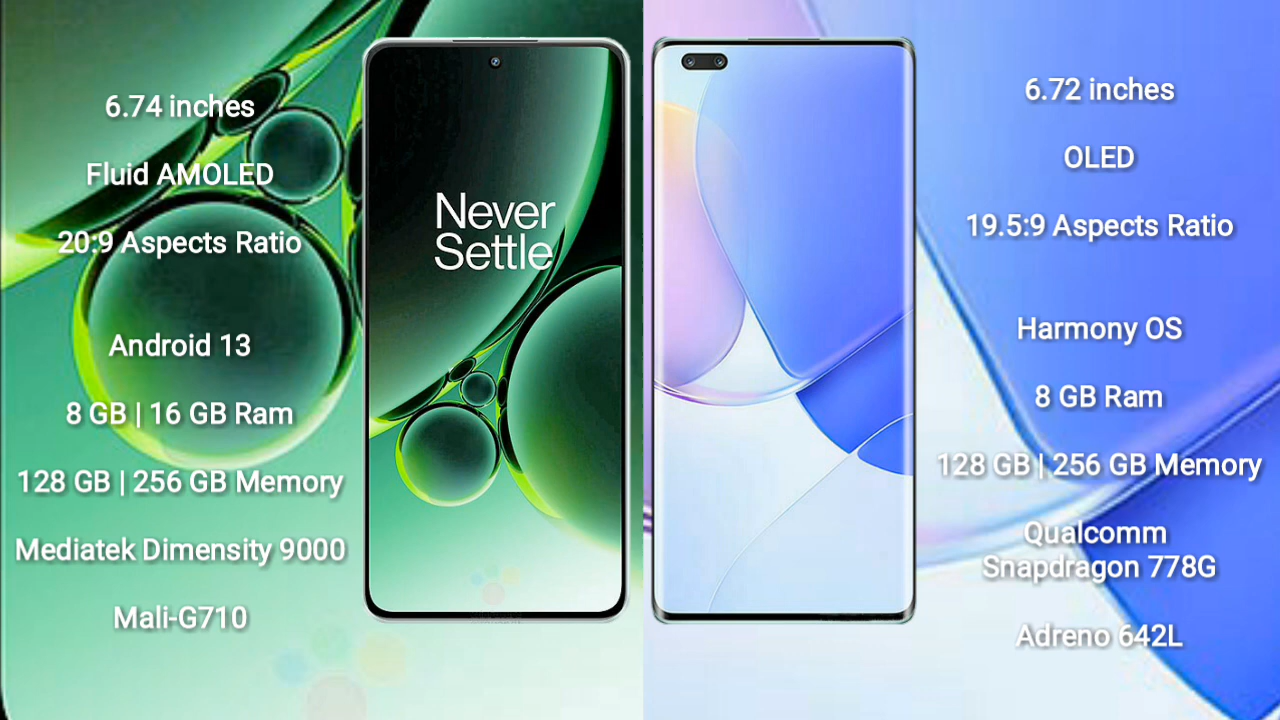 6.74 inches
Fluid AMOLED
20:9 Aspects Ratio
Android 13
8 GB | 16 GB Ram
128 GB | 256 GB Memory
Mediatek Dimensity 9000
Mali-G710
Never
Settle
6.72 inches
OLED
19.5:9 Aspects Ratio
Harmony OS
8 GB Ram
128 GB | 256 GB Memory
Qualcomm
Snapdragon 778G
Adreno 642L